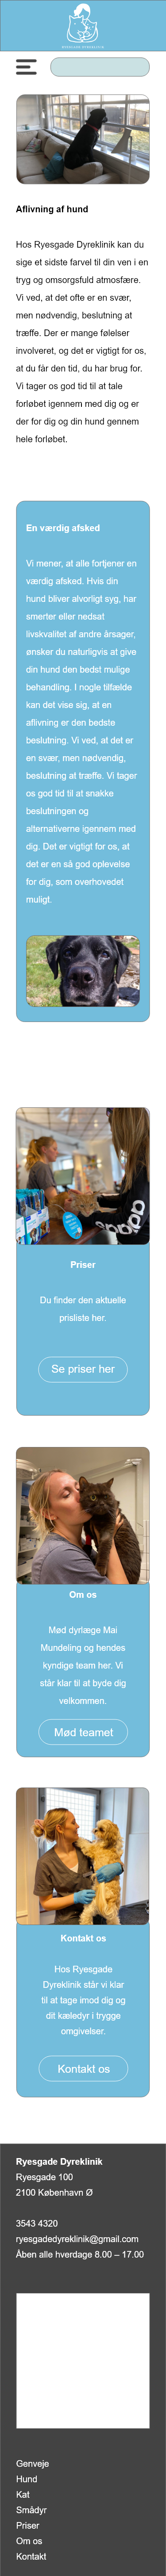 RYESGADE DYREKLINIK
Aflivning af hund
Hos Ryesgade Dyreklinik kan du
sige et sidste farvel til din ven i en
tryg og omsorgsfuld atmosfære.
Vi ved, at det ofte er en svær,
men nødvendig, beslutning at
træffe. Der er mange følelser
involveret, og det er vigtigt for os,
at du får den tid, du har brug for.
Vi tager os god tid til at tale
forløbet igennem med dig og er
der for dig og din hund gennem
hele forløbet.
En værdig afsked
Vi mener, at alle fortjener en
værdig afsked. Hvis din
hund bliver alvorligt syg, har
smerter eller nedsat
livskvalitet af andre årsager,
ønsker du naturligvis at give
din hund den bedst mulige
behandling. I nogle tilfælde
kan det vise sig, at en
aflivning er den bedste
beslutning. Vi ved, at det er
en svær, men nødvendig,
beslutning at træffe. Vi tager
os god tid til at snakke
beslutningen og
alternativerne igennem med
dig. Det er vigtigt for os, at
det er en så god oplevelse
for dig, som overhovedet
muligt.
Priser
Du finder den aktuelle
prisliste her.
Se priser her
Om os
Mød dyrlæge Mai
Mundeling og hendes
kyndige team her. Vi
står klar til at byde dig
velkommen.
Mød teamet
Kontakt os
Hos Ryesgade
Dyreklinik står vi klar
til at tage imod dig og
dit kæledyr i trygge
omgivelser.
Kontakt os
Ryesgade Dyreklinik
Ryesgade 100
2100 København Ø
3543 4320
ryesgadedyreklinik@gmail.com
Åben alle hverdage 8.00 – 17.00
Genveje
Hund
Kat
Smådyr
Priser
Om os
Kontakt